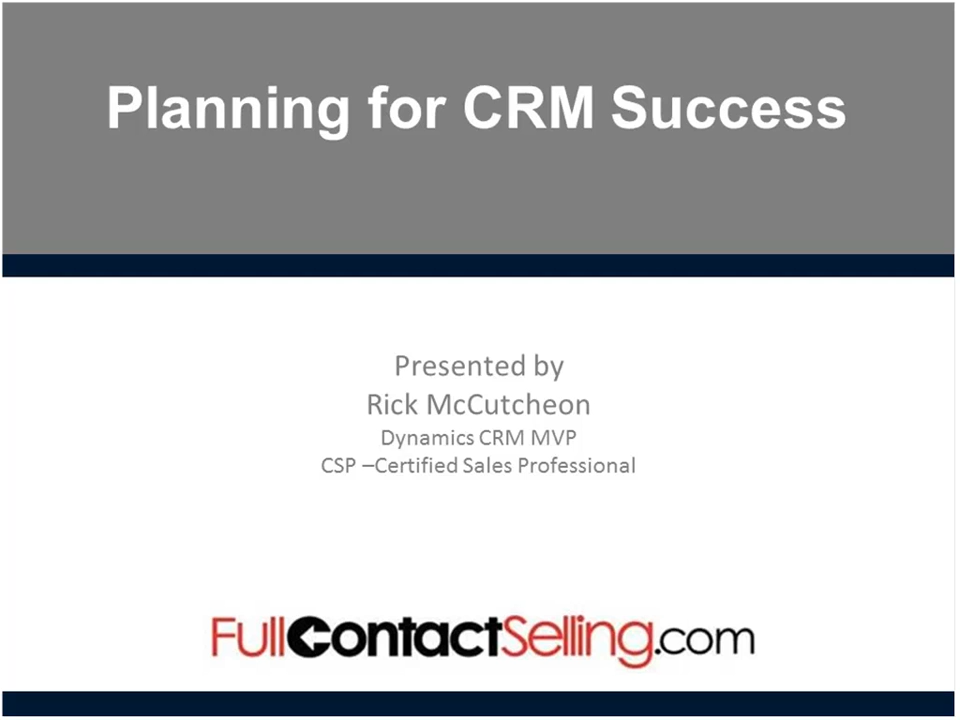 Planning for CRM Success
Presented by
Rick McCutcheon
Dynamics CRM MVP
CSP –Certified Sales Professional
FullContactSelling.com